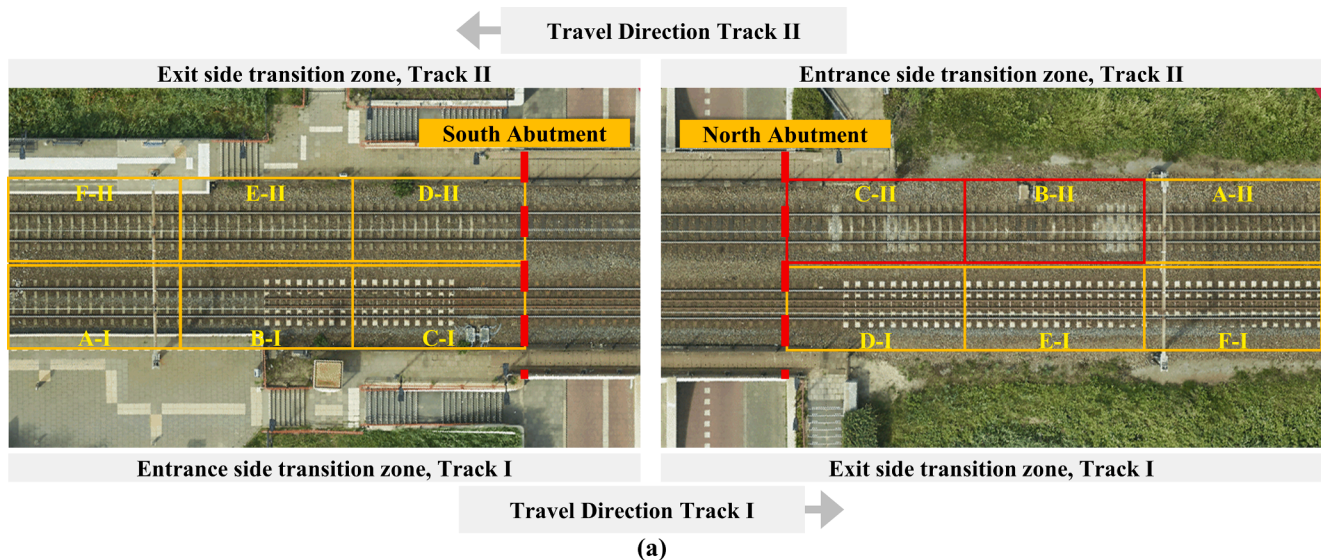 Travel Direction Track II
Exit side transition zone, Track II
Entrance side transition zone, Track II
South Abutment
North Abutment
F-II
E-II
D-II
C-II
B-II
A-II
A-I
B-I
C-I
D-I
E-I
F-I
Entrance side transition zone, Track I
Exit side transition zone, Track I
Travel Direction Track I
(a)